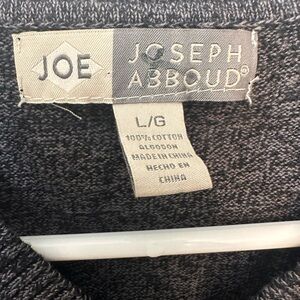 JOE
JOSEPH
ABBOUD®
L/G
100% COTTON
ALGODON
MADE IN CHINA
HECHO EN
CHINA